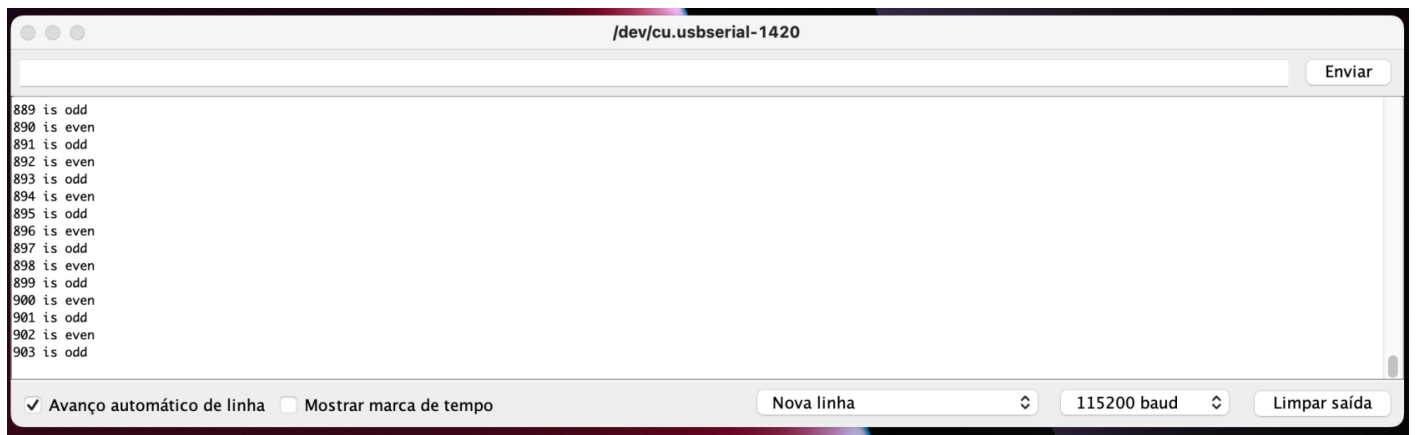 /dev/cu.usbserial-1420
Enviar
889 is odd
890 is even
891 is odd
892 is even
893 is odd
894 is even
895 is odd
896 is even
897 is odd
898 is even
899 is odd
900 is even
901 is odd
902 is even
903 is odd
Avanço automático de linha Mostrar marca de tempo Nova linha 115200 baud Limpar saída